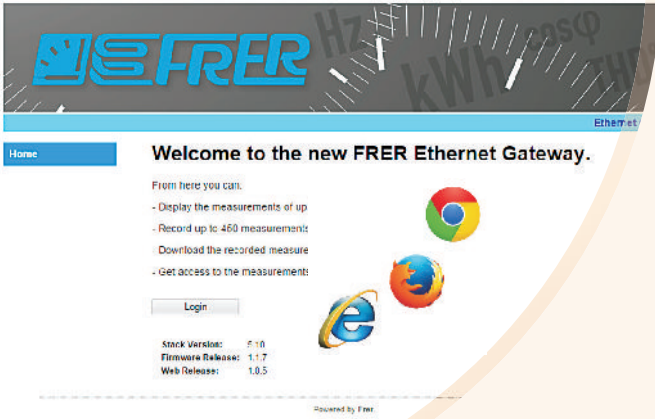 FRER
Hz
kWh
cosφ
THD
Ethernet
Home
Welcome to the new FRER Ethernet Gateway.
From here you can:
- Display the measurements of up
- Record up to 460 measurements
Download the recorded measure
- Get access to the measurements
Login
Stack Version: 5.10
Firmware Release: 1.1.7
Web Release: 1.0.5
Powered by Frer